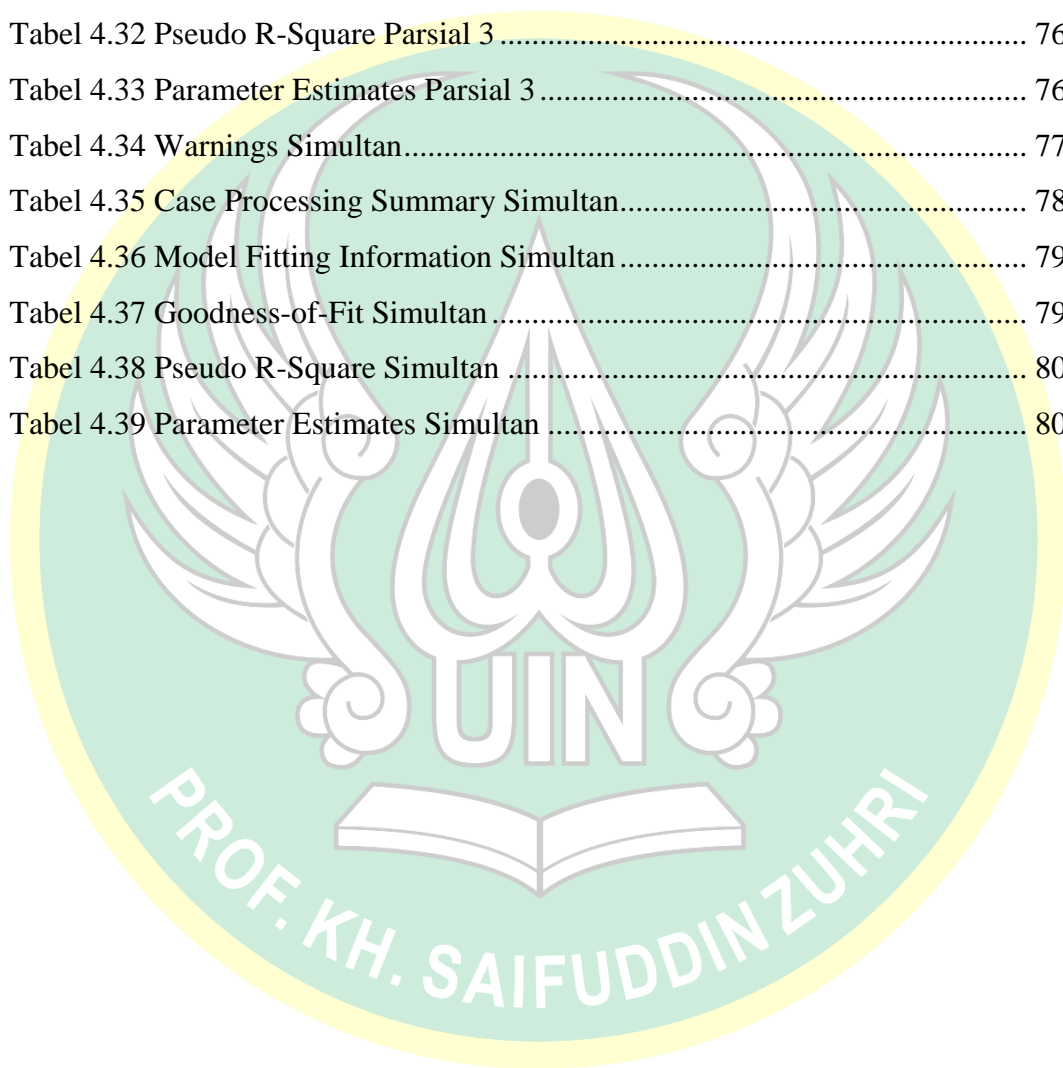 Tabel 4.32 Pseudo R-Square Parsial 3 ........................................................................... 76
Tabel 4.33 Parameter Estimates Parsial 3 ..................................................................... 76
Tabel 4.34 Warnings Simultan......................................................................................... 77
Tabel 4.35 Case Processing Summary Simultan.......................................................... 78
Tabel 4.36 Model Fitting Information Simultan .......................................................... 79
Tabel 4.37 Goodness-of-Fit Simultan ............................................................................ 79
Tabel 4.38 Pseudo R-Square Simultan .......................................................................... 80
Tabel 4.39 Parameter Estimates Simultan .................................................................... 80
UIN
PROF. KH. SAIFUDDIN ZUHRI